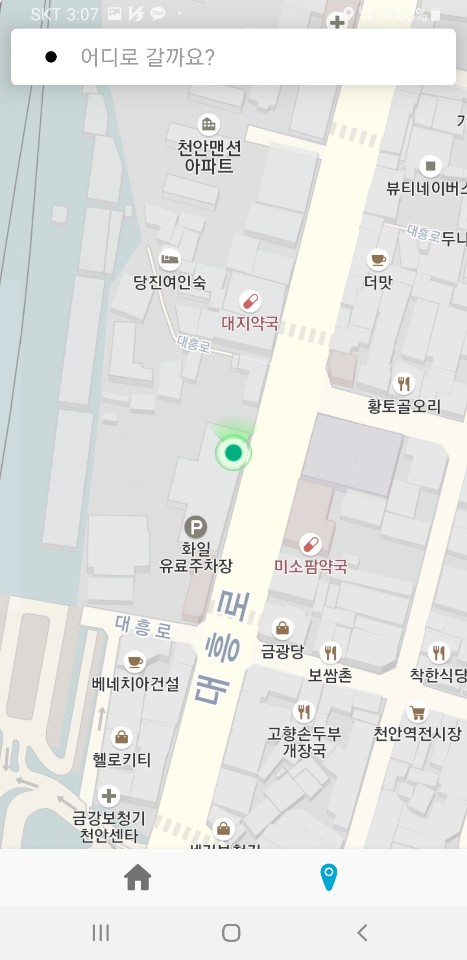 SKT 3:07
어디로 갈까요?
천안맨션
아파트
뷰티네이버스
대흥로
두나
당진여인숙
더맛
대지약국
대흥로
황토골오리
P
화일
유료주차장
미소팜약국
대흥로
대흥로
금광당
보쌈촌
착한식당
베네치아건설
고향손두부
개장국
천안역전시장
헬로키티
금강보청기
천안센타